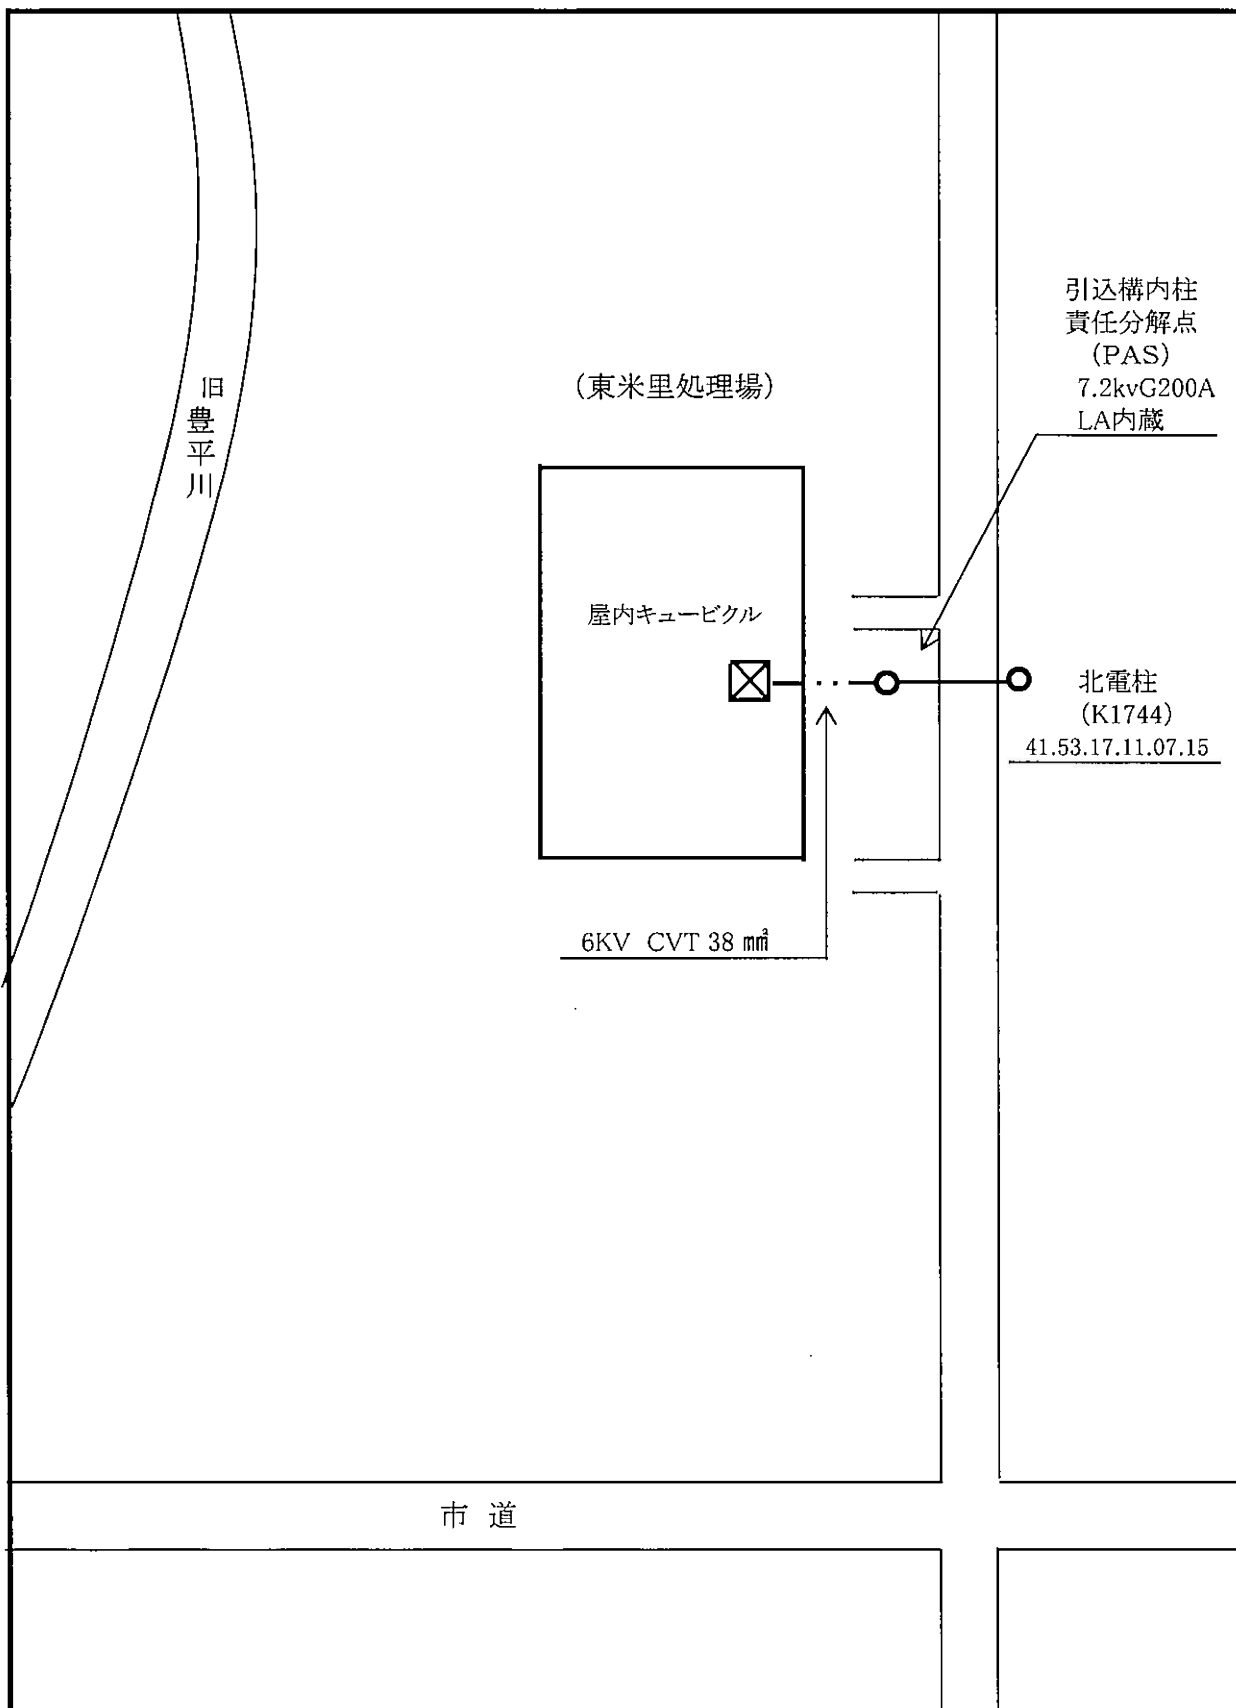 引込構内柱
責任分解点
(PAS)
7.2kvG200A
LA内蔵
(東米里処理場)
旧豊平川
屋内キュービクル
北電柱
(K1744)
41.53.17.11.07.15
6KV CVT 38 ㎟
市 道